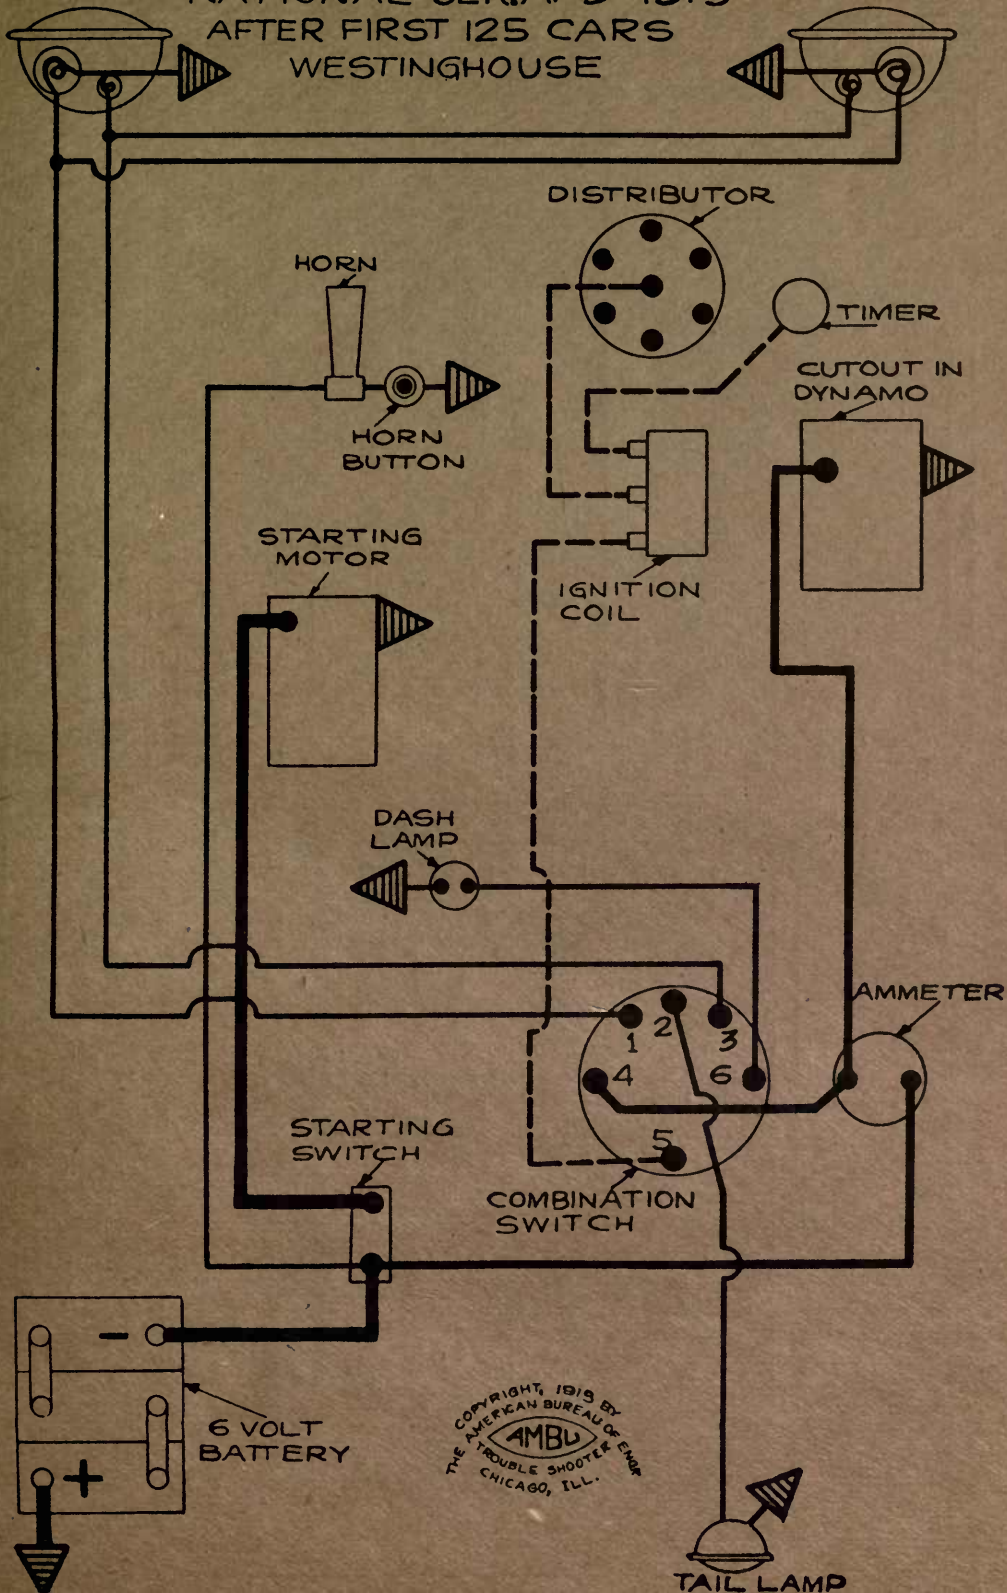 AFTER FIRST 125 CARS
WESTINGHOUSE
DISTRIBUTOR
HORN
TIMER
CUTOUT IN
DYNAMO
HORN
BUTTON
STARTING
MOTOR
IGNITION
COIL
DASH
LAMP
AMMETER
1
2
3
4
6
5
STARTING
SWITCH
COMBINATION
SWITCH
-
6 VOLT
BATTERY
+
COPYRIGHT, 1919 BY
THE AMERICAN BUREAU OF ENGR
AMBU
TROUBLE SHOOTER
CHICAGO, ILL.
TAIL LAMP